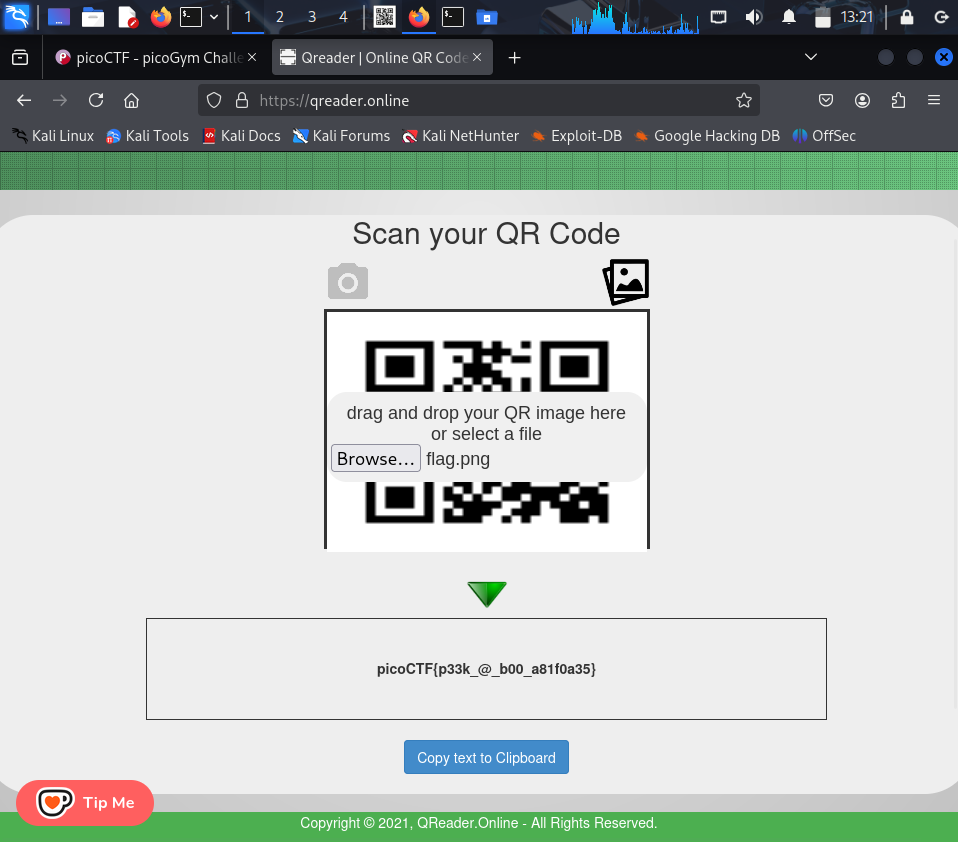 1 2 3 4 13:21
picoCTF - picoGym Challe
Qreader | Online QR Code
https://qreader.online
Kali Linux Kali Tools Kali Docs Kali Forums Kali NetHunter Exploit-DB Google Hacking DB OffSec
Scan your QR Code
drag and drop your QR image here
or select a file
Browse... flag.png
picoCTF{p33k_@_b00_a81f0a35}
Copy text to Clipboard
Tip Me
Copyright © 2021, QReader.Online - All Rights Reserved.